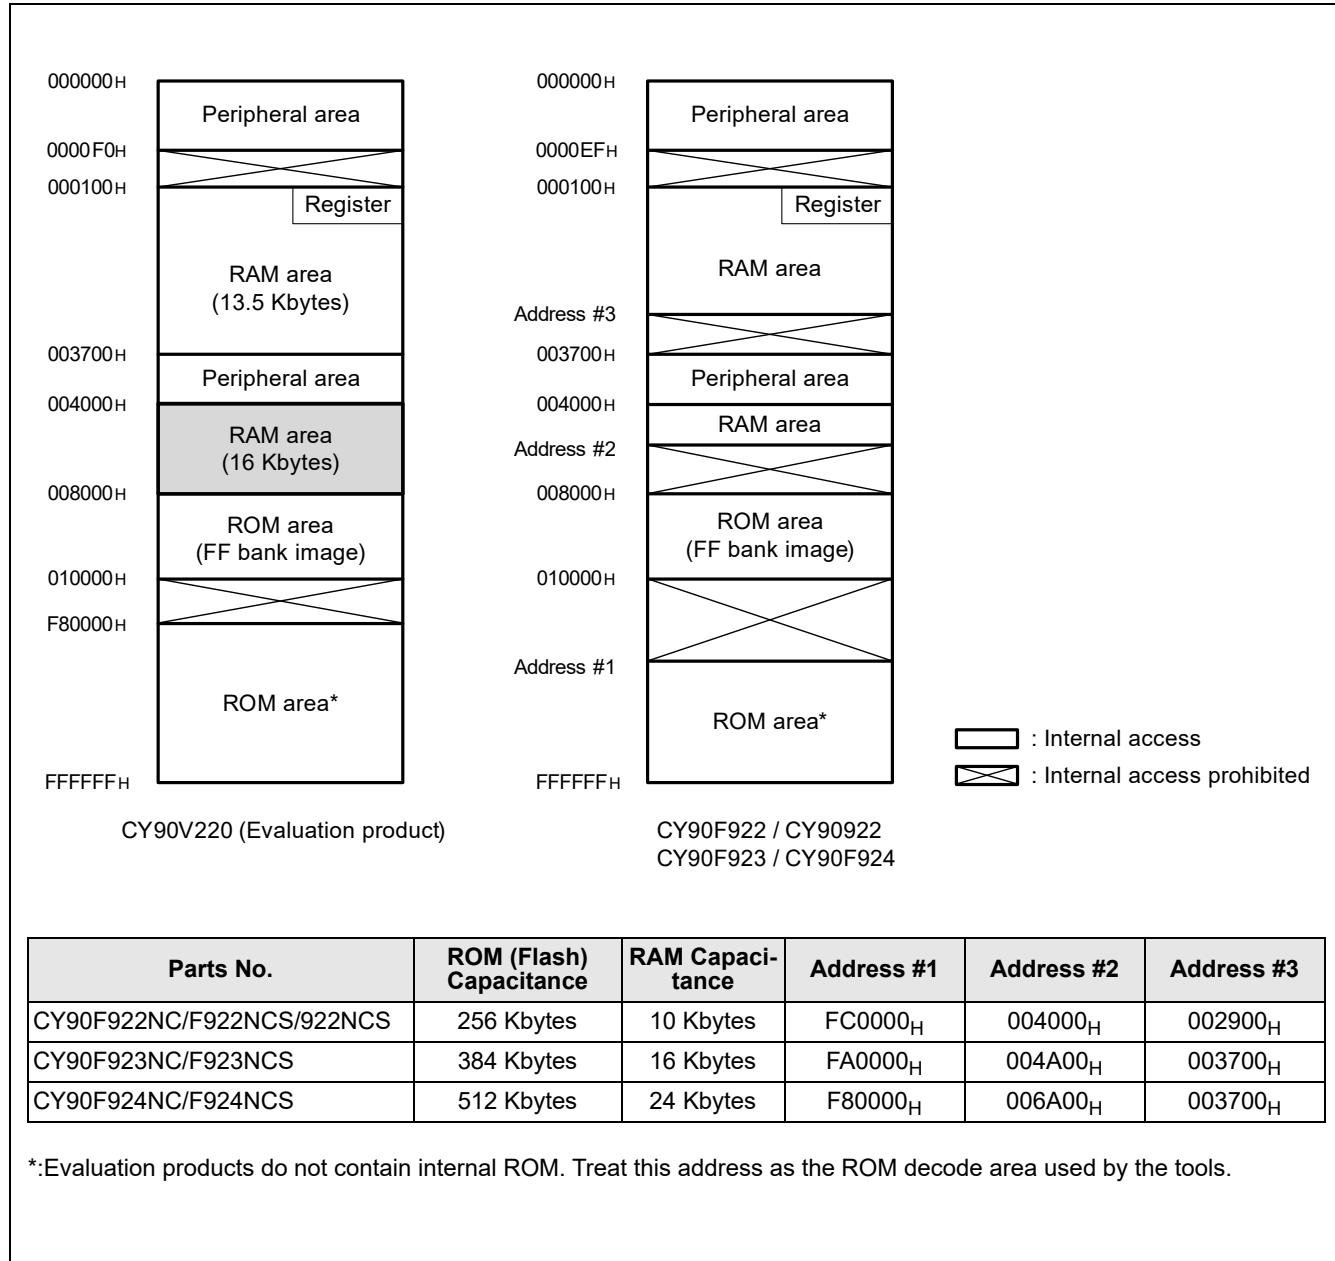 000000H
Peripheral area
0000F0H
000100H
Register
RAM area
(13.5 Kbytes)
003700H
Peripheral area
004000H
RAM area
(16 Kbytes)
008000H
ROM area
(FF bank image)
010000H
F80000H
ROM area*
FFFFFFH
CY90V220 (Evaluation product)
000000H
Peripheral area
0000EFH
000100H
Register
RAM area
Address #3
003700H
Peripheral area
004000H
RAM area
Address #2
008000H
ROM area
(FF bank image)
010000H
Address #1
ROM area*
FFFFFFH
CY90F922 / CY90922
CY90F923 / CY90F924
: Internal access
: Internal access prohibited
Parts No. ROM (Flash) Capacitance RAM Capaci-tance Address #1 Address #2 Address #3
CY90F922NC/F922NCS/922NCS 256 Kbytes 10 Kbytes FC0000H 004000H 002900H
CY90F923NC/F923NCS 384 Kbytes 16 Kbytes FA0000H 004A00H 003700H
CY90F924NC/F924NCS 512 Kbytes 24 Kbytes F80000H 006A00H 003700H
*:Evaluation products do not contain internal ROM. Treat this address as the ROM decode area used by the tools.